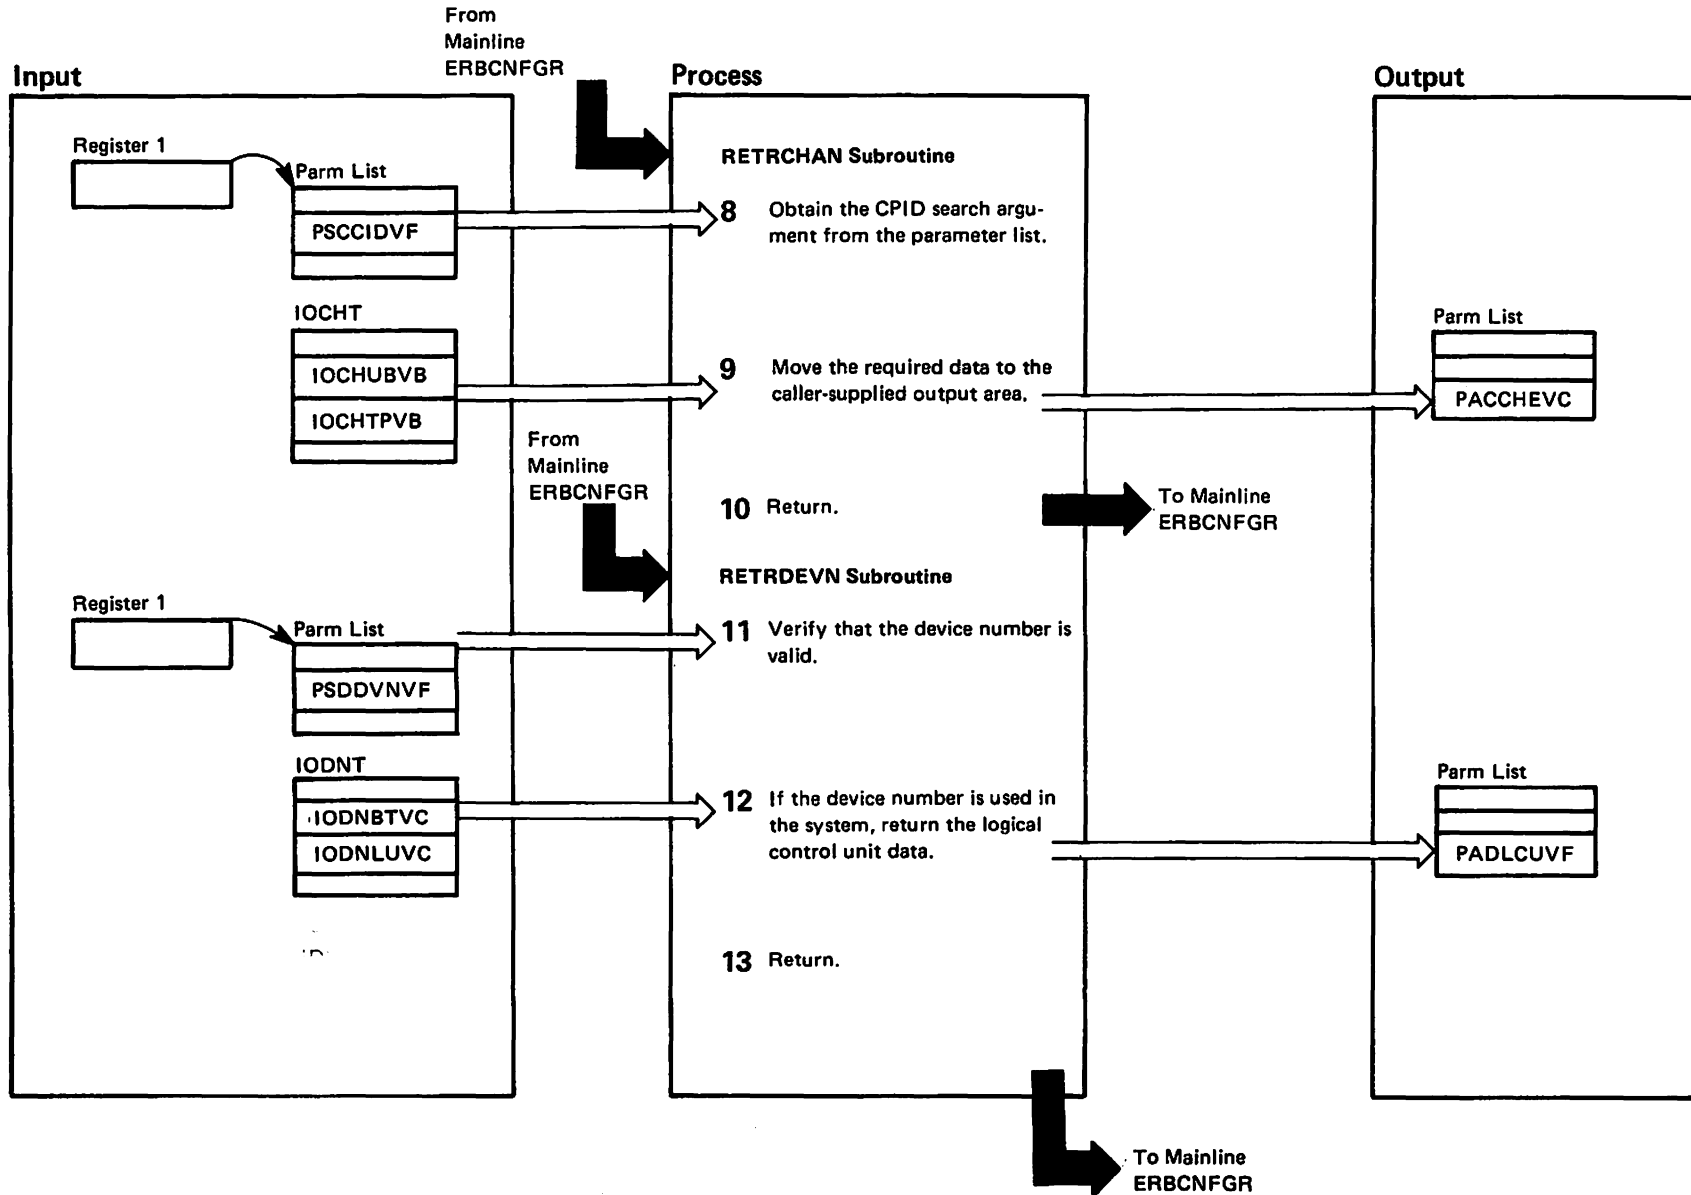 From
Mainline
ERBCNFGR
Input
Process
Output
Register 1
Parm List
PSCCIDVF
RETRCHAN Subroutine
8 Obtain the CPID search argu-
ment from the parameter list.
IOCHT
IOCHUBVB
IOCHTPVB
9 Move the required data to the
caller-supplied output area.
Parm List
PACCHEVC
From
Mainline
ERBCNFGR
10 Return.
To Mainline
ERBCNFGR
RETRDEVN Subroutine
Register 1
Parm List
PSDDVNVF
11 Verify that the device number is
valid.
IODNT
IODNBTVC
IODNLUVC
12 If the device number is used in
the system, return the logical
control unit data.
Parm List
PADLCUVF
13 Return.
To Mainline
ERBCNFGR